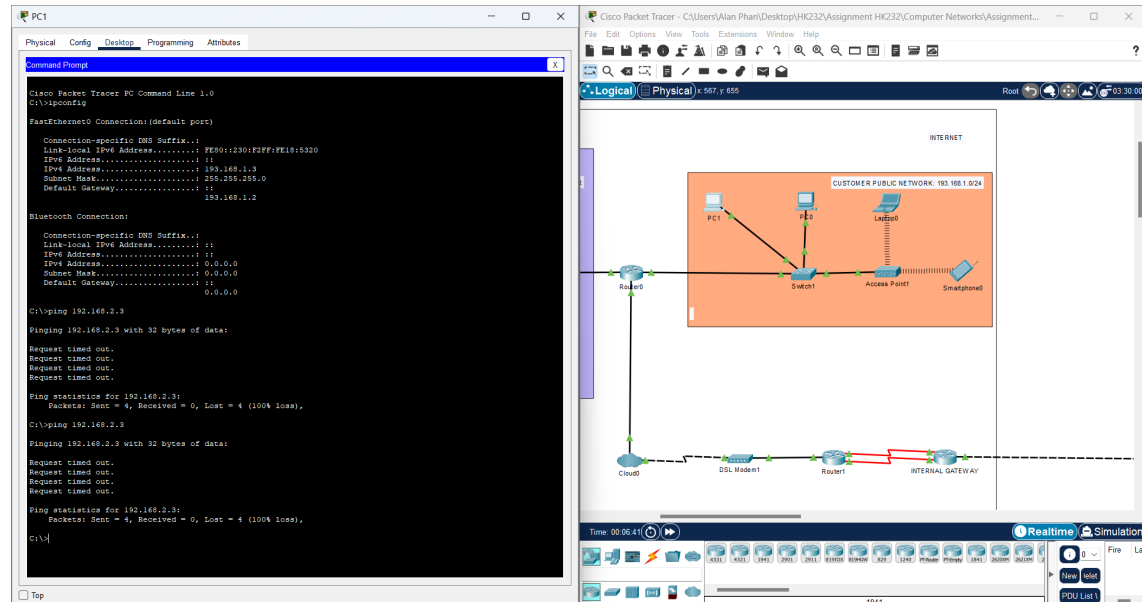 PC1
Physical Config Desktop Programming Attributes
Command Prompt
X
Cisco Packet Tracer PC Command Line 1.0
C:\>ipconfig
FastEthernet0 Connection:(default port)
Connection-specific DNS Suffix..:
Link-local IPv6 Address.........: FE80::230:F2FF:FE18:5320
IPv6 Address....................: ::
IPv4 Address....................: 193.168.1.3
Subnet Mask.....................: 255.255.255.0
Default Gateway.................: ::
193.168.1.2
Bluetooth Connection:
Connection-specific DNS Suffix..:
Link-local IPv6 Address.........: ::
IPv6 Address....................: ::
IPv4 Address....................: 0.0.0.0
Subnet Mask.....................: 0.0.0.0
Default Gateway.................: ::
0.0.0.0
C:\>ping 192.168.2.3
Pinging 192.168.2.3 with 32 bytes of data:
Request timed out.
Request timed out.
Request timed out.
Request timed out.
Ping statistics for 192.168.2.3:
Packets: Sent = 4, Received = 0, Lost = 4 (100% loss),
C:\>ping 192.168.2.3
Pinging 192.168.2.3 with 32 bytes of data:
Request timed out.
Request timed out.
Request timed out.
Request timed out.
Ping statistics for 192.168.2.3:
Packets: Sent = 4, Received = 0, Lost = 4 (100% loss),
C:\>
Top
Cisco Packet Tracer - C:\Users\Alan Phan\Desktop\HK232\Assignment HK232\Computer Networks\Assignment...
File Edit Options View Tools Extensions Window Help
?
Logical Physical x: 567, y: 655
Root 03:30:00
INTERNET
CUSTOMER PUBLIC NETWORK: 193.168.1.0/24
PC1 PC0 Laptop0
Router0 Switch1 Access Point1 Smartphone0
Cloud0 DSL Modem1 Router1 INTERNAL GATEWAY
Time: 00:06:41
Realtime Simulation
4331 4321 1941 2901 2911 819IOX 819HGW 829 1240 PT-Router PT-Empty 1841 2620XM 2621XM
0 Fire La
New
PDU List